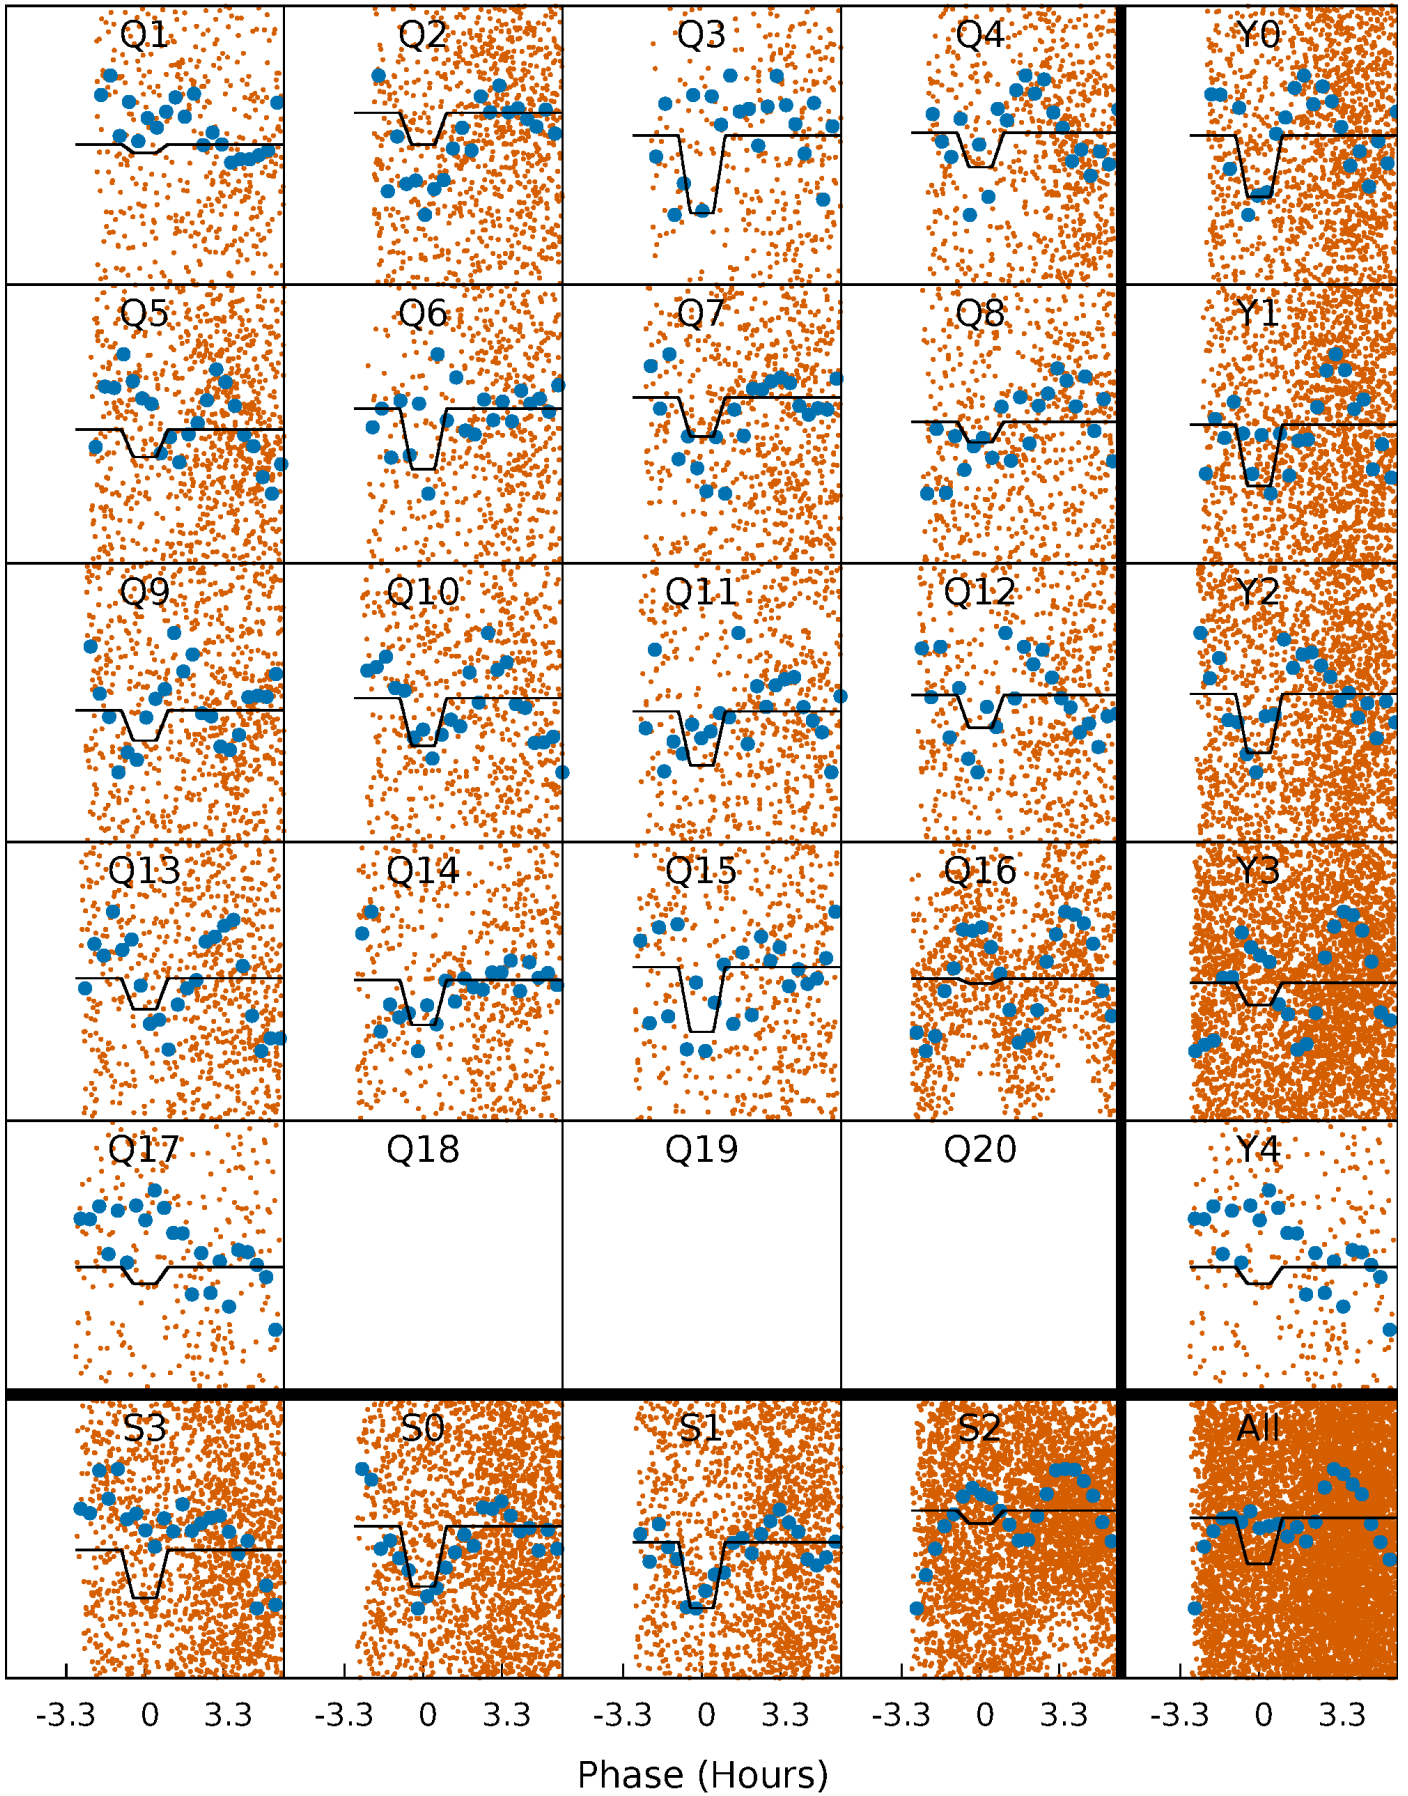 Q1 Q2 Q3 Q4 Y0
Q5 Q6 Q7 Q8 Y1
Q9 Q10 Q11 Q12 Y2
Q13 Q14 Q15 Q16 Y3
Q17 Q18 Q19 Q20 Y4
S3 S0 S1 S2 All
-3.3 0 3.3 -3.3 0 3.3 -3.3 0 3.3 -3.3 0 3.3 -3.3 0 3.3
Phase (Hours)